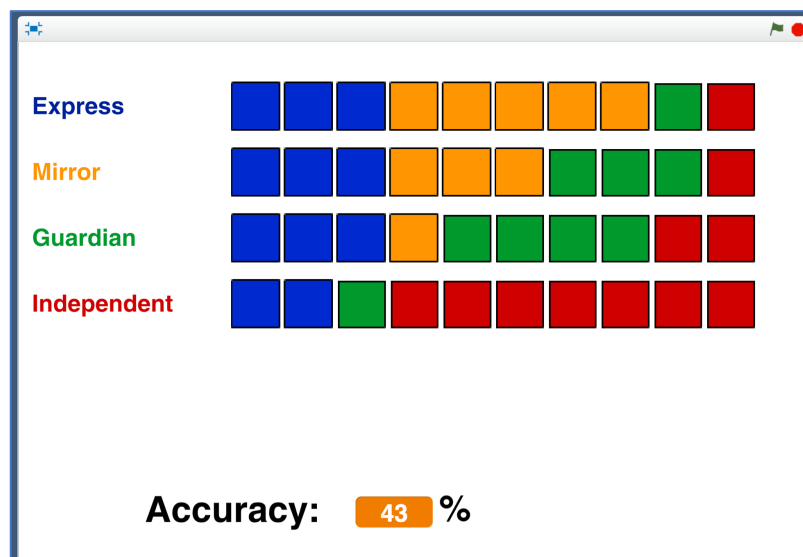 Express
Mirror
Guardian
Independent
Accuracy: 43 %